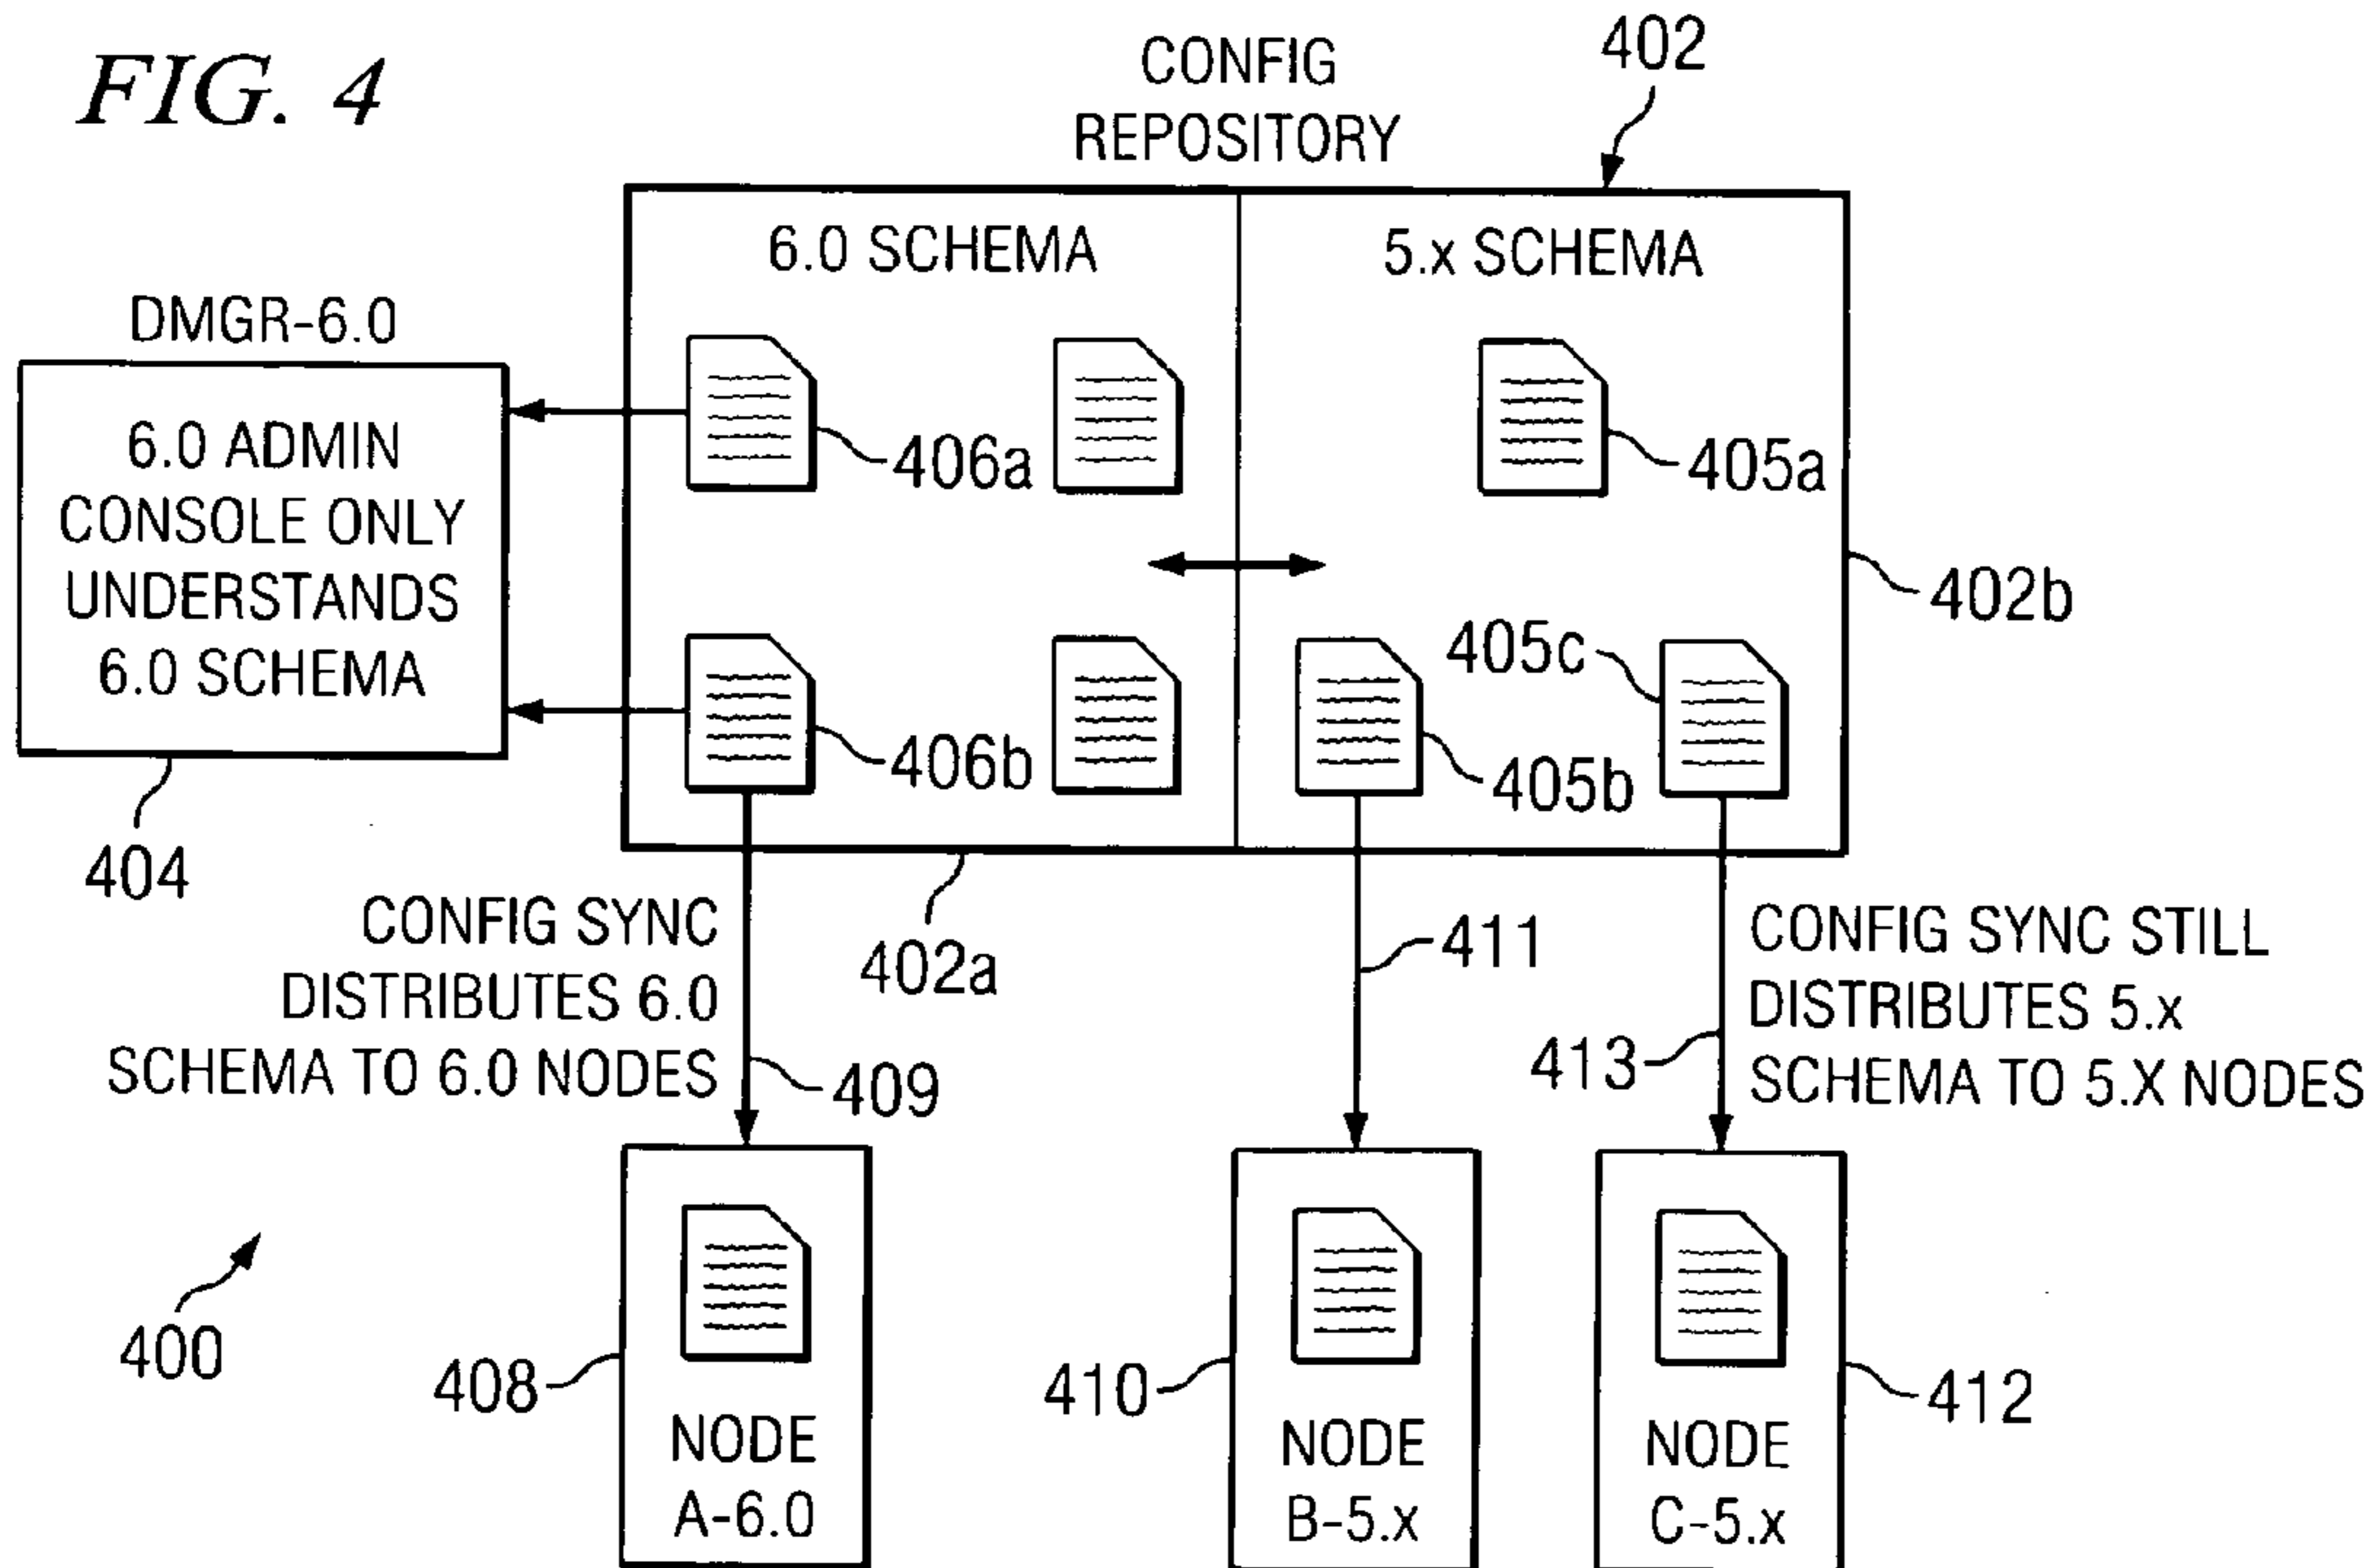 FIG. 4
CONFIG
REPOSITORY
402
6.0 SCHEMA
5.x SCHEMA
DMGR-6.0
6.0 ADMIN
CONSOLE ONLY
UNDERSTANDS
6.0 SCHEMA
404
406a
405a
402b
406b
405b
405c
402a
CONFIG SYNC
DISTRIBUTES 6.0
SCHEMA TO 6.0 NODES
409
411
413
CONFIG SYNC STILL
DISTRIBUTES 5.x
SCHEMA TO 5.X NODES
400
408
NODE
A-6.0
410
NODE
B-5.x
NODE
C-5.x
412